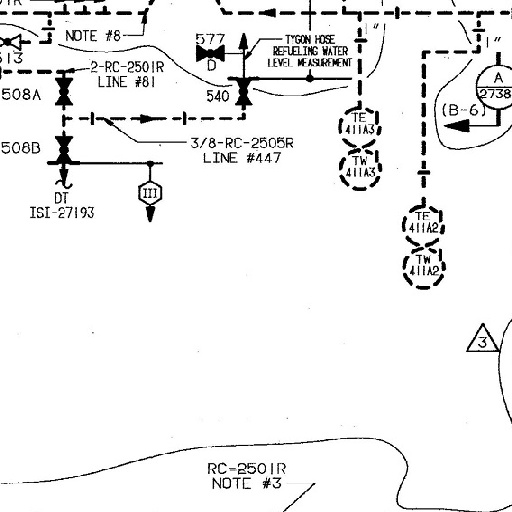 NOTE #8
577
D
T'GON HOSE
REFUELING WATER
LEVEL MEASUREMENT
1"
1"
513
2-RC-2501R
LINE #81
508A
540
A
2738
(B-6)
TE
411A3
TW
411A3
508B
3/8-RC-2505R
LINE #447
III
DT
ISI-27193
TE
411A2
TW
411A2
3
RC-2501R
NOTE #3